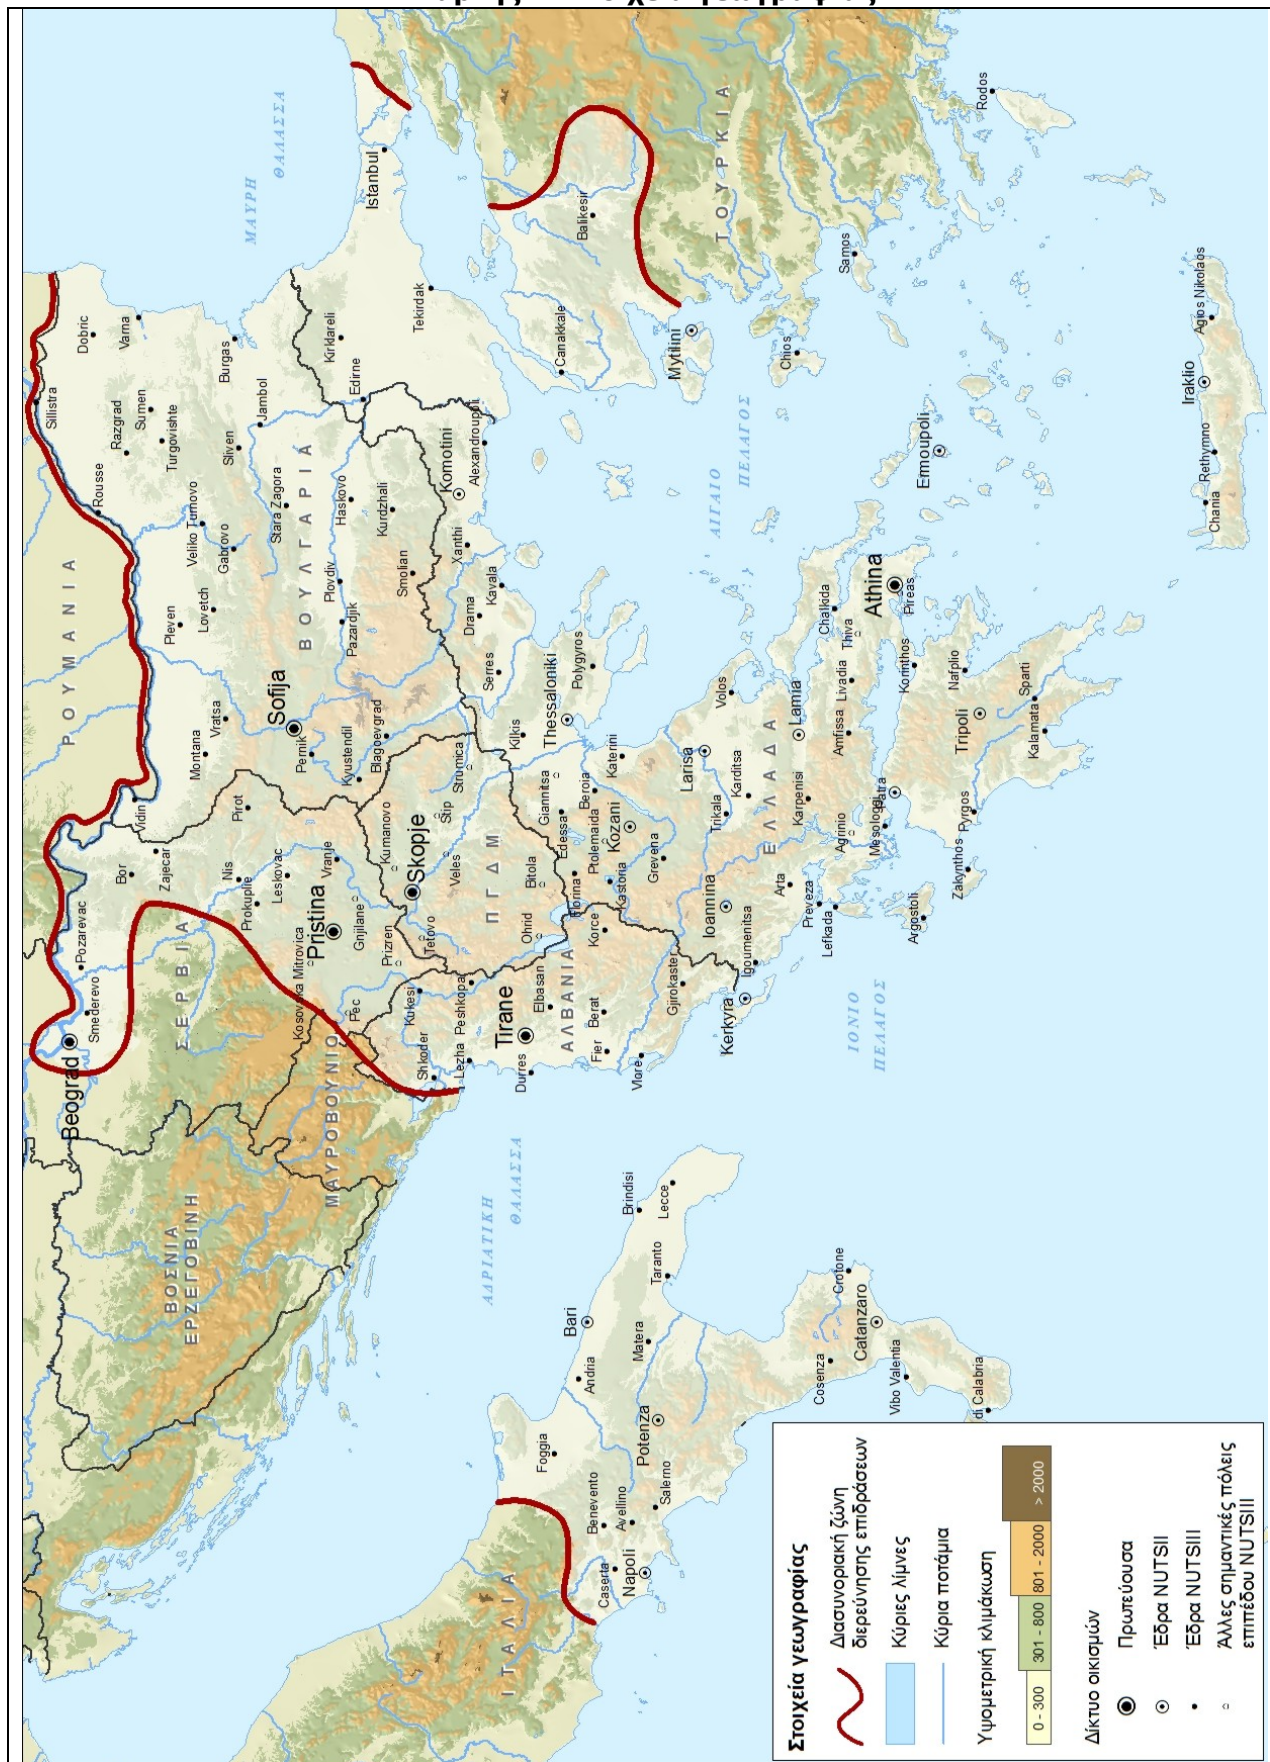 ΡΟΥΜΑΝΙΑ
ΜΑΥΡΗ
ΘΑΛΑΣΣΑ
ΣΕΡΒΙΑ
ΒΟΣΝΙΑ
ΕΡΖΕΓΟΒΙΝΗ
ΜΑΥΡΟΒΟΥΝΙΟ
ΒΟΥΛΓΑΡΙΑ
ΠΓΔΜ
ΑΛΒΑΝΙΑ
ΕΛΛΑΔΑ
ΤΟΥΡΚΙΑ
ΙΤΑΛΙΑ
ΑΔΡΙΑΤΙΚΗ
ΘΑΛΑΣΣΑ
ΙΟΝΙΟ
ΠΕΛΑΓΟΣ
ΑΙΓΑΙΟ
ΠΕΛΑΓΟΣ
Beograd
Smederevo
Pozarevac
Bor
Zajecar
Nis
Prokuplie
Leskovac
Pirot
Vranje
Kosovska Mitrovica
Pristina
Gnjilane
Prizren
Pec
Vidin
Montana
Vratsa
Pleven
Lovetch
Veliko Turnovo
Gabrovo
Rousse
Razgrad
Sumen
Turgovishte
Sillistra
Dobric
Varna
Burgas
Sliven
Jambol
Stara Zagora
Haskovo
Kurdzhali
Plovdiv
Pazardjik
Smolian
Sofija
Pernik
Kyustendil
Blagoevgrad
Kumanovo
Skopje
Tetovo
Veles
Stip
Strumica
Bitola
Ohrid
Shkoder
Kukesi
Lezha
Peshkopa
Tirane
Durres
Elbasan
Fier
Berat
Korce
Vlore
Gjirokaster
Istanbul
Kirklareli
Edirne
Tekirdak
Canakkale
Balikesir
Komotini
Alexandroupoli
Xanthi
Kavala
Drama
Serres
Kilkis
Thessaloniki
Polygyros
Giannitsa
Edessa
Beroia
Katerini
Ptolemaida
Kozani
Florina
Kastoria
Grevena
Ioannina
Igoumenitsa
Kerkyra
Arta
Preveza
Lefkada
Larisa
Trikala
Karditsa
Volos
Karpenisi
Lamia
Amfissa
Livadia
Thiva
Chalkida
Athina
Pireas
Korinthos
Nafplio
Tripoli
Sparti
Kalamata
Pyrgos
Patra
Agrinio
Mesologgi
Zakynthos
Argostoli
Mytilini
Chios
Samos
Ermoupoli
Rodos
Iraklio
Agios Nikolaos
Rethymno
Chania
Brindisi
Lecce
Taranto
Bari
Andria
Matera
Foggia
Potenza
Benevento
Avellino
Salerno
Caserta
Napoli
Cosenza
Crotone
Catanzaro
Vibo Valentia
di Calabria
Στοιχεία γεωγραφίας
Διασυνοριακή ζώνη
διερεύνησης επιδράσεων
Κύριες λίμνες
Κύρια ποτάμια
Υψομετρική κλιμάκωση
0 - 300
301 - 800
801 - 2000
> 2000
Δίκτυο οικισμών
Πρωτεύουσα
Έδρα NUTSII
Έδρα NUTSIII
Άλλες σημαντικές πόλεις
επιπέδου NUTSIII